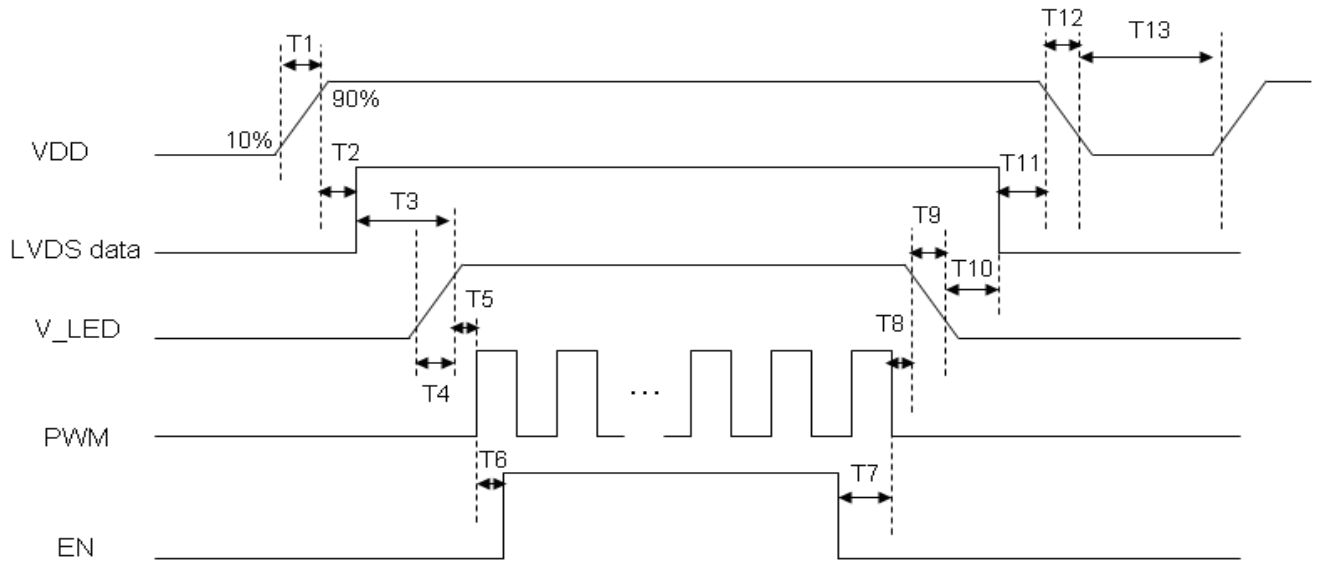 T12
T13
T1
90%
10%
VDD
T2
T11
T3
T9
LVDS data
T10
T5
V_LED
T8
T4
...
PWM
T6
T7
EN